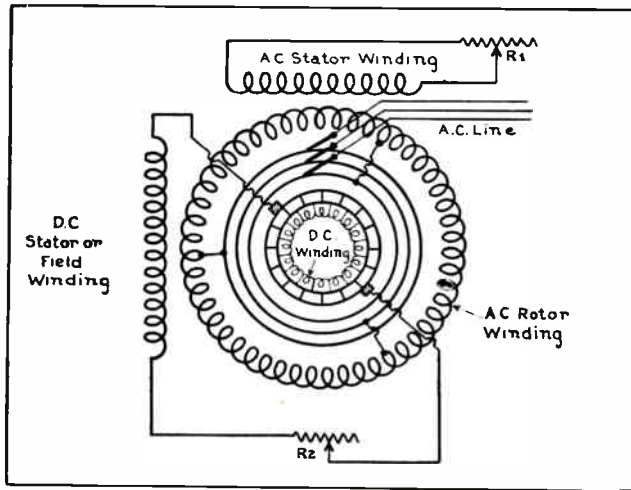 AC Stator Winding
R1
A.C. Line
D.C
Stator or
Field
Winding
D.C.
Winding
AC Rotor
Winding
R2